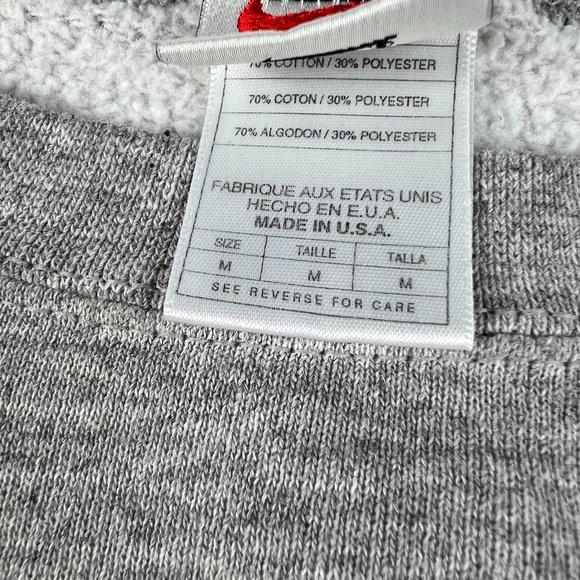 70% COTTON / 30% POLYESTER
70% COTON / 30% POLYESTER
70% ALGODON / 30% POLYESTER
FABRIQUE AUX ETATS UNIS
HECHO EN E.U.A.
MADE IN U.S.A.
SIZE TAILLE TALLA
M M M
SEE REVERSE FOR CARE